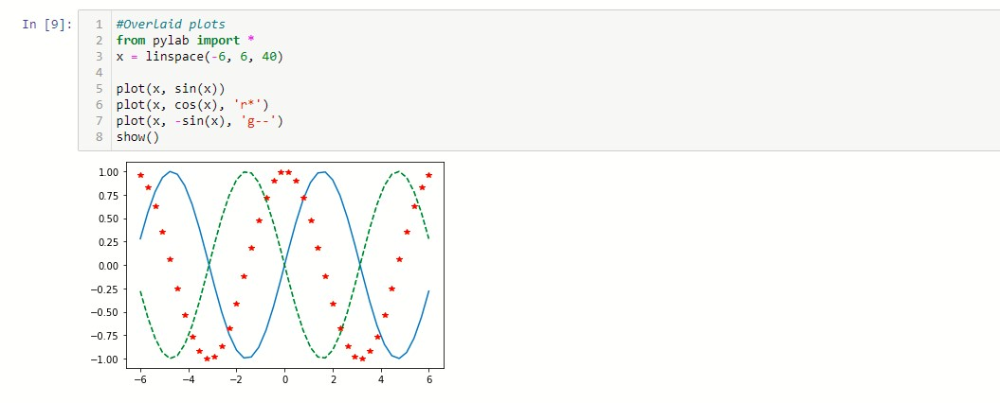 In [9]:
1 #Overlaid plots
2 from pylab import *
3 x = linspace(-6, 6, 40)
4
5 plot(x, sin(x))
6 plot(x, cos(x), 'r*')
7 plot(x, -sin(x), 'g--')
8 show()
1.00
0.75
0.50
0.25
0.00
−0.25
−0.50
−0.75
−1.00
−6 −4 −2 0 2 4 6